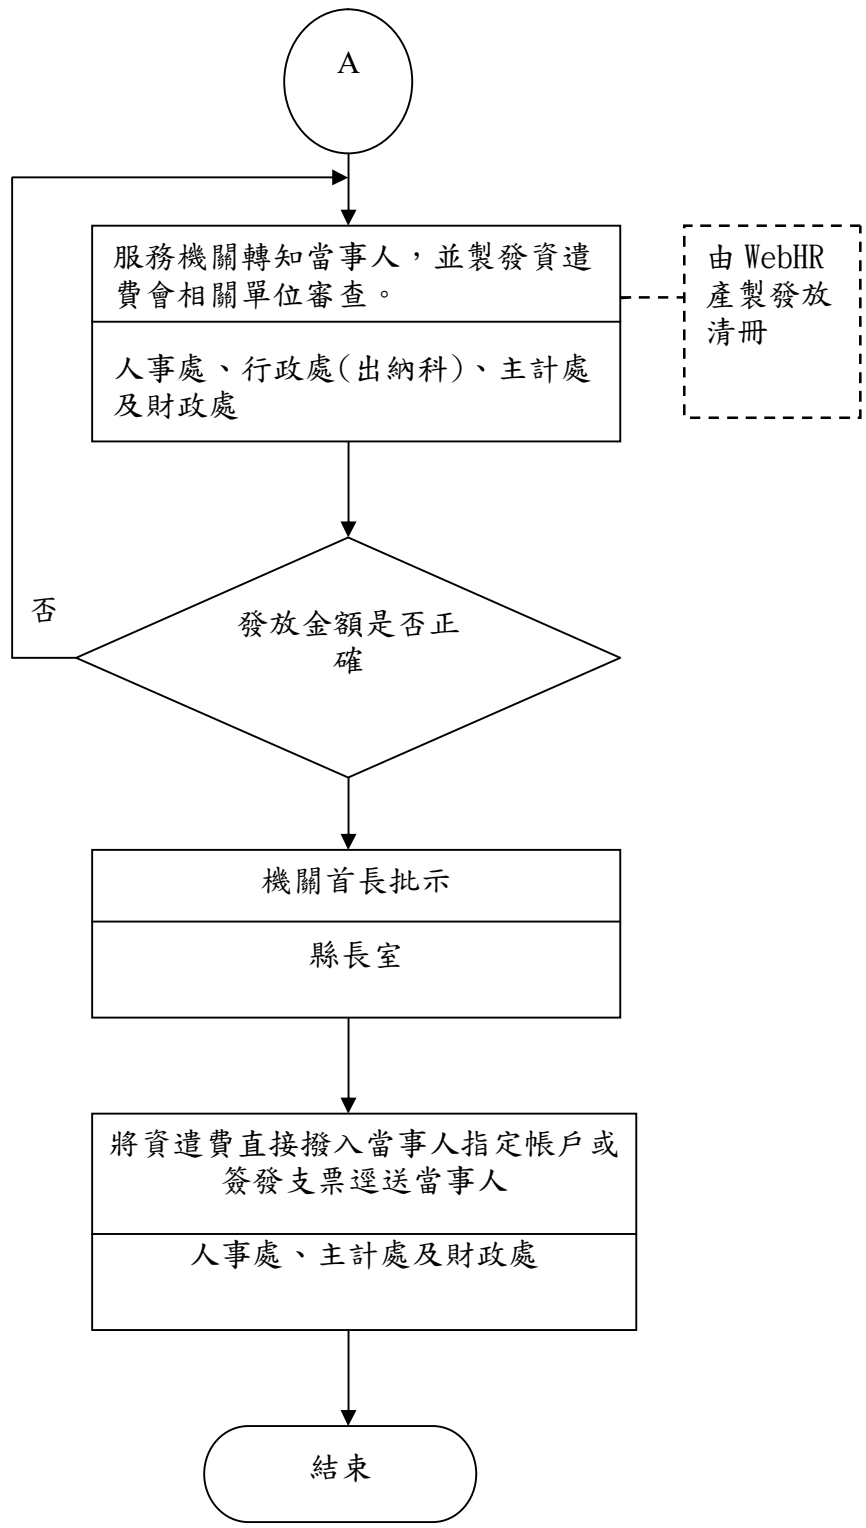 A
服務機關轉知當事人，並製發資遣
費會相關單位審查。
由 WebHR
產製發放
清冊
人事處、行政處(出納科)、主計處
及財政處
否
發放金額是否正
確
機關首長批示
縣長室
將資遣費直接撥入當事人指定帳戶或
簽發支票逕送當事人
人事處、主計處及財政處
結束